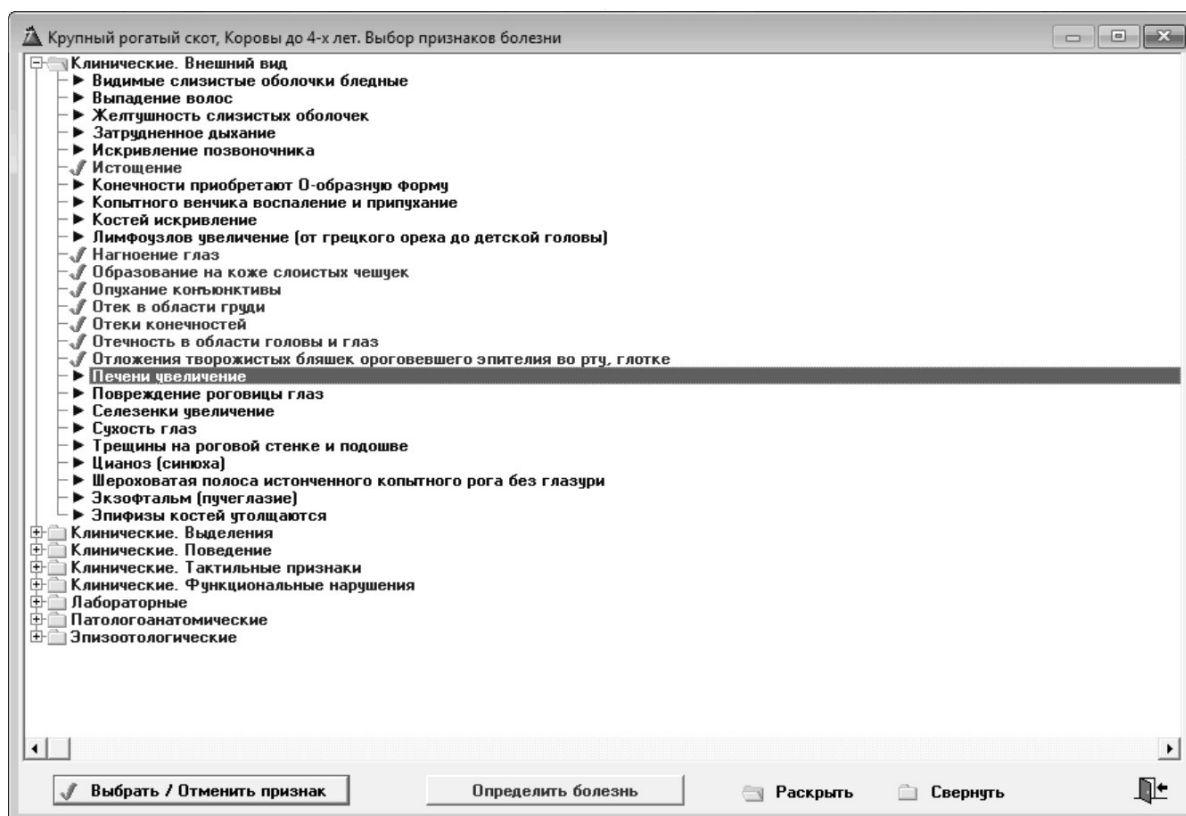 Крупный рогатый скот, Коровы до 4-х лет. Выбор признаков болезни
Клинические. Внешний вид
Видимые слизистые оболочки бледные
Выпадение волос
Желтушность слизистых оболочек
Затрудненное дыхание
Искривление позвоночника
Истощение
Конечности приобретают О-образную форму
Копытного венчика воспаление и припухание
Костей искривление
Лимфоузлов увеличение (от грецкого ореха до детской головы)
Нагноение глаз
Образование на коже слоистых чешуек
Опухание конъюнктивы
Отек в области груди
Отеки конечностей
Отечность в области головы и глаз
Отложения творожистых бляшек ороговевшего эпителия во рту, глотке
Печени увеличение
Повреждение роговицы глаз
Селезенки увеличение
Сухость глаз
Трещины на роговой стенке и подошве
Цианоз (синюха)
Шероховатая полоса истонченного копытного рога без глазури
Экзофтальм (пучеглазие)
Эпифизы костей утолщаются
Клинические. Выделения
Клинические. Поведение
Клинические. Тактильные признаки
Клинические. Функциональные нарушения
Лабораторные
Патологоанатомические
Эпизоотологические
Выбрать / Отменить признак Определить болезнь Раскрыть Свернуть